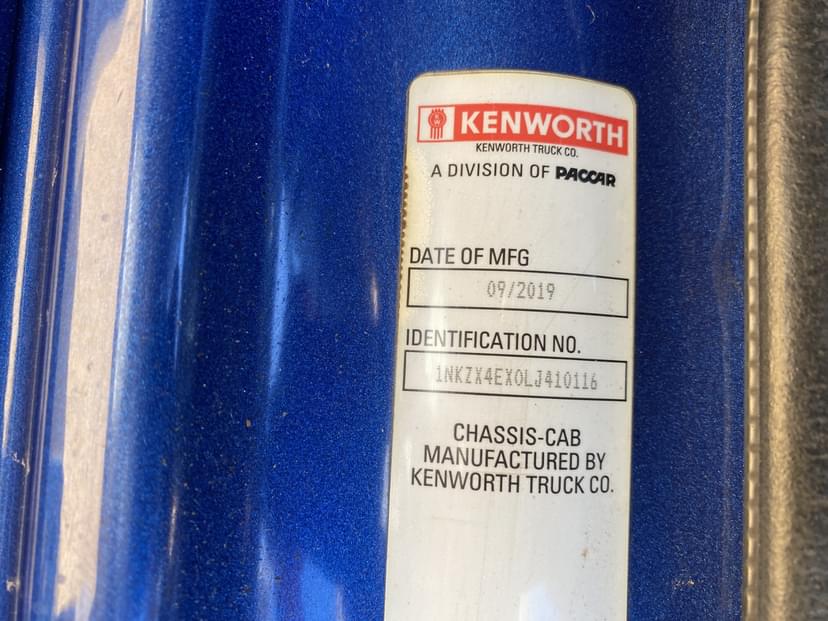 KENWORTH
KENWORTH TRUCK CO.
A DIVISION OF PACCAR
DATE OF MFG
09/2019
IDENTIFICATION NO.
1NKZX4EX0LJ410116
CHASSIS-CAB
MANUFACTURED BY
KENWORTH TRUCK CO.